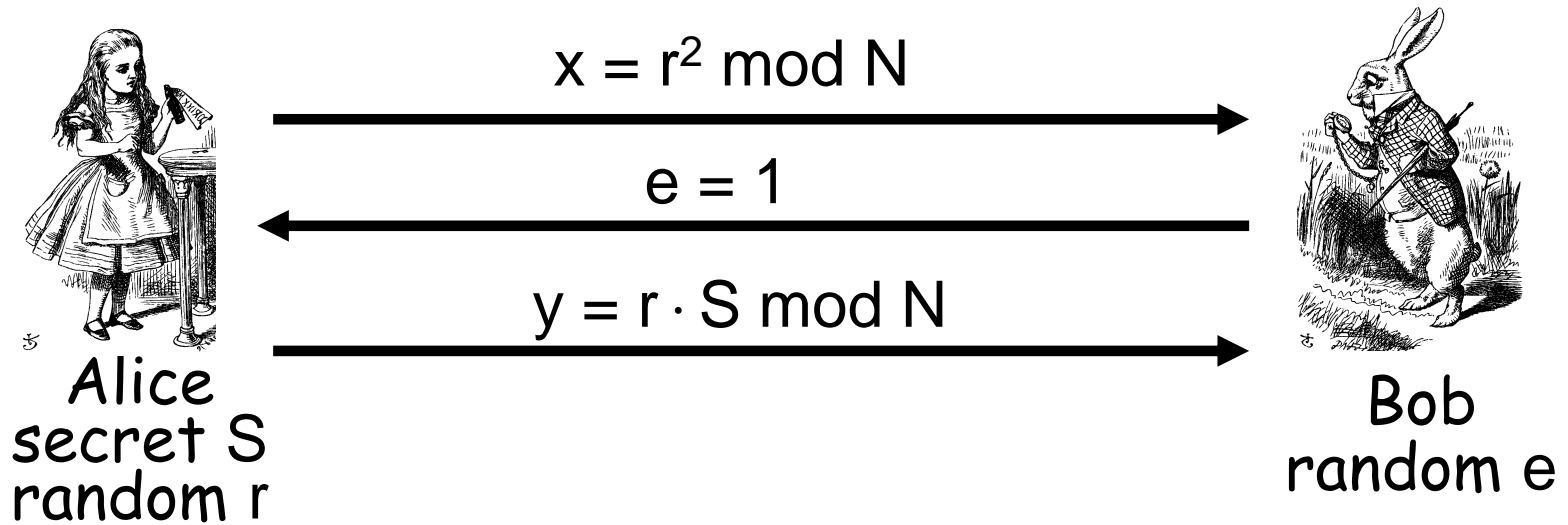 x = r² mod N
e = 1
y = r · S mod N
Alice
secret S
random r
Bob
random e